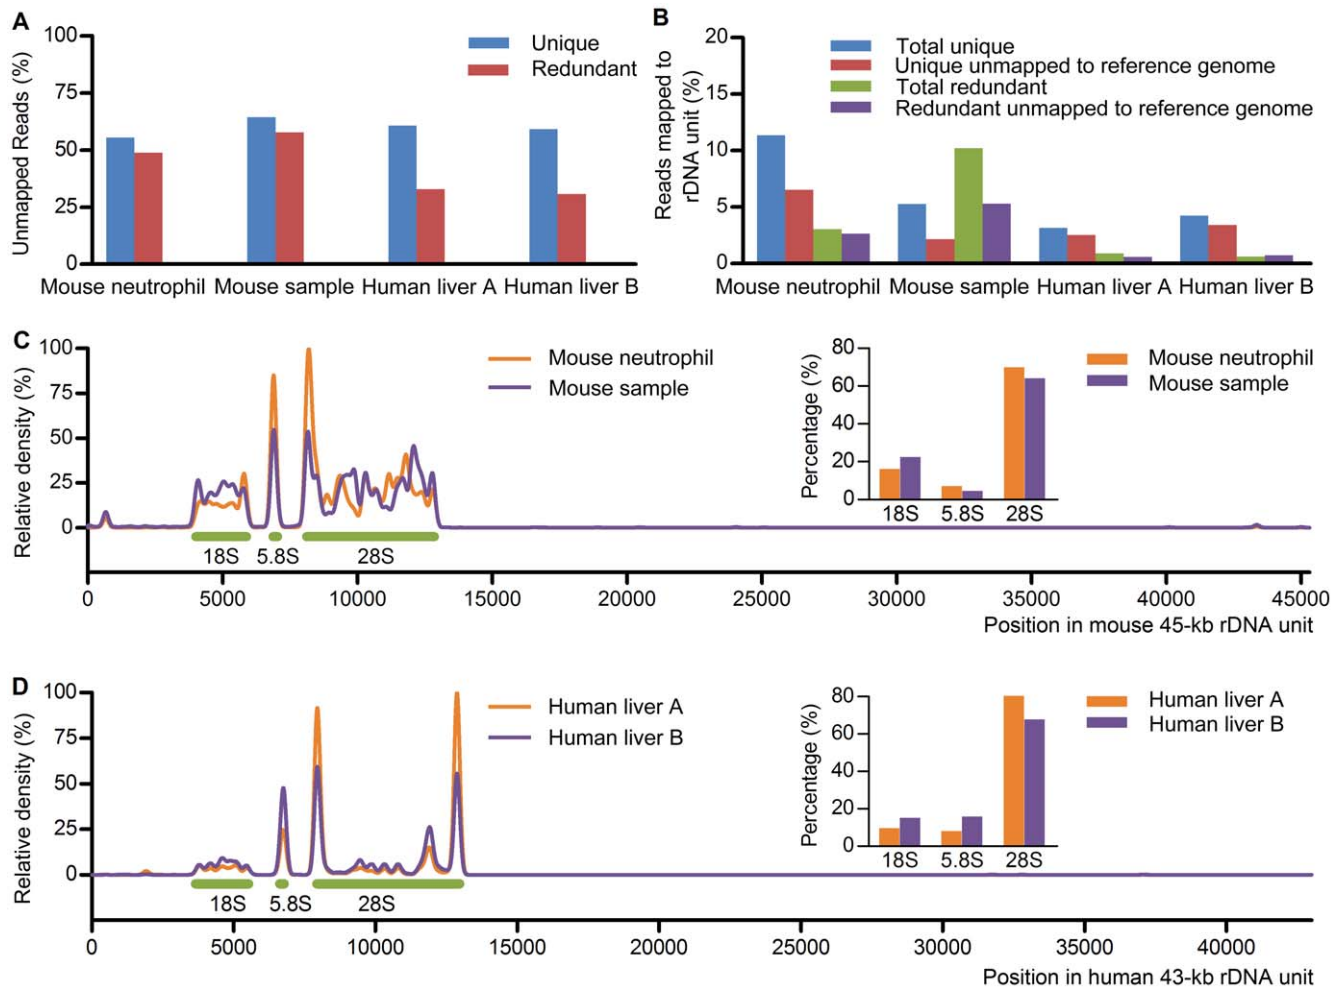 A
Unmapped Reads (%)
100
75
50
25
0
Unique
Redundant
Mouse neutrophil Mouse sample Human liver A Human liver B
B
Reads mapped to
rDNA unit (%)
20
15
10
5
0
Total unique
Unique unmapped to reference genome
Total redundant
Redundant unmapped to reference genome
Mouse neutrophil Mouse sample Human liver A Human liver B
C
Relative density (%)
100
75
50
25
0
Mouse neutrophil
Mouse sample
18S 5.8S 28S
0 5000 10000 15000 20000 25000 30000 35000 40000 45000
Position in mouse 45-kb rDNA unit
Percentage (%)
80
60
40
20
0
18S 5.8S 28S
Mouse neutrophil
Mouse sample
D
Relative density (%)
100
75
50
25
0
Human liver A
Human liver B
18S 5.8S 28S
0 5000 10000 15000 20000 25000 30000 35000 40000
Position in human 43-kb rDNA unit
Percentage (%)
80
60
40
20
0
18S 5.8S 28S
Human liver A
Human liver B